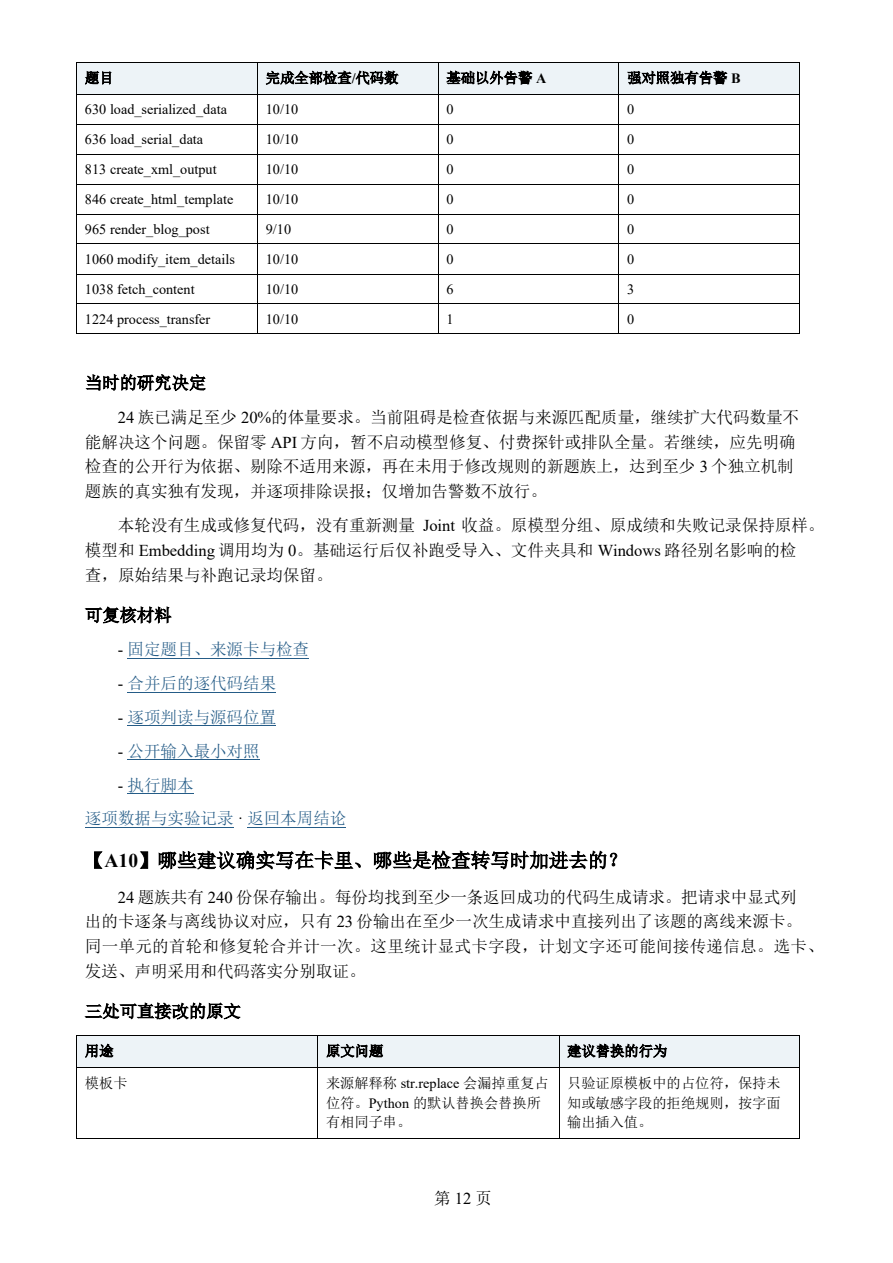 题目 完成全部检查/代码数 基础以外告警 A 强对照独有告警 B
630 load_serialized_data 10/10 0 0
636 load_serial_data 10/10 0 0
813 create_xml_output 10/10 0 0
846 create_html_template 10/10 0 0
965 render_blog_post 9/10 0 0
1060 modify_item_details 10/10 0 0
1038 fetch_content 10/10 6 3
1224 process_transfer 10/10 1 0
当时的研究决定
24 族已满足至少 20%的体量要求。当前阻碍是检查依据与来源匹配质量，继续扩大代码数量不
能解决这个问题。保留零 API 方向，暂不启动模型修复、付费探针或排队全量。若继续，应先明确
检查的公开行为依据、剔除不适用来源，再在未用于修改规则的新题族上，达到至少 3 个独立机制
题族的真实独有发现，并逐项排除误报；仅增加告警数不放行。
本轮没有生成或修复代码，没有重新测量 Joint 收益。原模型分组、原成绩和失败记录保持原样。
模型和 Embedding 调用均为 0。基础运行后仅补跑受导入、文件夹具和 Windows 路径别名影响的检
查，原始结果与补跑记录均保留。
可复核材料
- 固定题目、来源卡与检查
- 合并后的逐代码结果
- 逐项判读与源码位置
- 公开输入最小对照
- 执行脚本
逐项数据与实验记录 · 返回本周结论
【A10】哪些建议确实写在卡里、哪些是检查转写时加进去的？
24 题族共有 240 份保存输出。每份均找到至少一条返回成功的代码生成请求。把请求中显式列
出的卡逐条与离线协议对应，只有 23 份输出在至少一次生成请求中直接列出了该题的离线来源卡。
同一单元的首轮和修复轮合并计一次。这里统计显式卡字段，计划文字还可能间接传递信息。选卡、
发送、声明采用和代码落实分别取证。
三处可直接改的原文
用途 原文问题 建议替换的行为
模板卡 来源解释称 str.replace 会漏掉重复占 只验证原模板中的占位符，保持未
位符。Python 的默认替换会替换所 知或敏感字段的拒绝规则，按字面
有相同子串。 输出插入值。
第 12 页